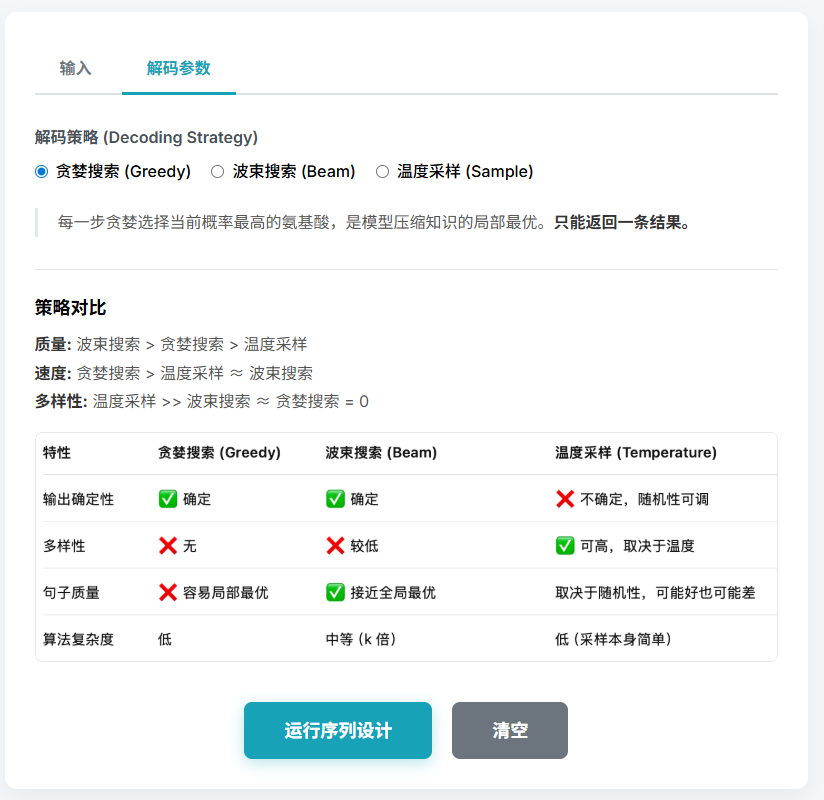 输入 解码参数
解码策略 (Decoding Strategy)
贪婪搜索 (Greedy) 波束搜索 (Beam) 温度采样 (Sample)
每一步贪婪选择当前概率最高的氨基酸，是模型压缩知识的局部最优。只能返回一条结果。
策略对比
质量: 波束搜索 > 贪婪搜索 > 温度采样
速度: 贪婪搜索 > 温度采样 ≈ 波束搜索
多样性: 温度采样 >> 波束搜索 ≈ 贪婪搜索 = 0
特性 贪婪搜索 (Greedy) 波束搜索 (Beam) 温度采样 (Temperature)
输出确定性 ✅ 确定 ✅ 确定 ❌ 不确定，随机性可调
多样性 ❌ 无 ❌ 较低 ✅ 可高，取决于温度
句子质量 ❌ 容易局部最优 ✅ 接近全局最优 取决于随机性，可能好也可能差
算法复杂度 低 中等 (k 倍) 低 (采样本身简单)
运行序列设计 清空